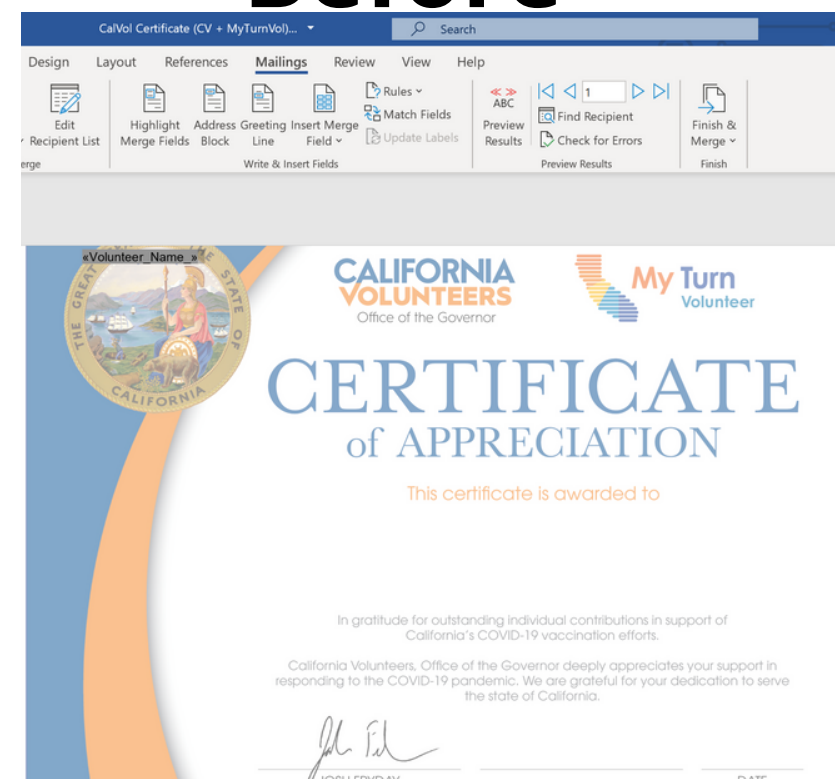 Before
CalVol Certificate (CV + MyTurnVol)...
Search
Design Layout References Mailings Review View Help
Edit
Recipient List
Highlight
Merge Fields
Address
Block
Greeting
Line
Insert Merge
Field
Rules
Match Fields
Update Labels
ABC
Preview
Results
1
Find Recipient
Check for Errors
Finish &
Merge
erge
Write & Insert Fields
Preview Results
Finish
«Volunteer_Name_»
THE GREAT THE STATE OF
CALIFORNIA
CALIFORNIA
VOLUNTEERS
Office of the Governor
My Turn
Volunteer
CERTIFICATE
of APPRECIATION
This certificate is awarded to
In gratitude for outstanding individual contributions in support of
California's COVID-19 vaccination efforts.
California Volunteers, Office of the Governor deeply appreciates your support in
responding to the COVID-19 pandemic. We are grateful for your dedication to serve
the state of California.
JOSH FRYDAY
DATE